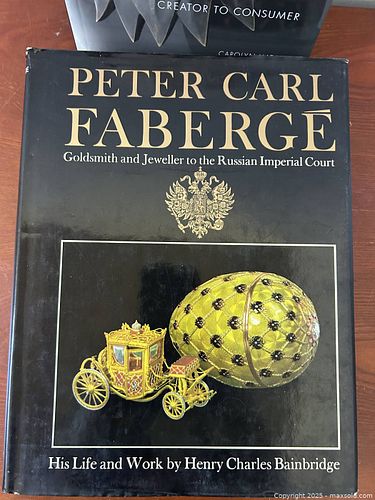 CREATOR TO CONSUMER
PETER CARL
FABERGÉ
Goldsmith and Jeweller to the Russian Imperial Court
His Life and Work by Henry Charles Bainbridge
Copyright 2025 - maxsold.com